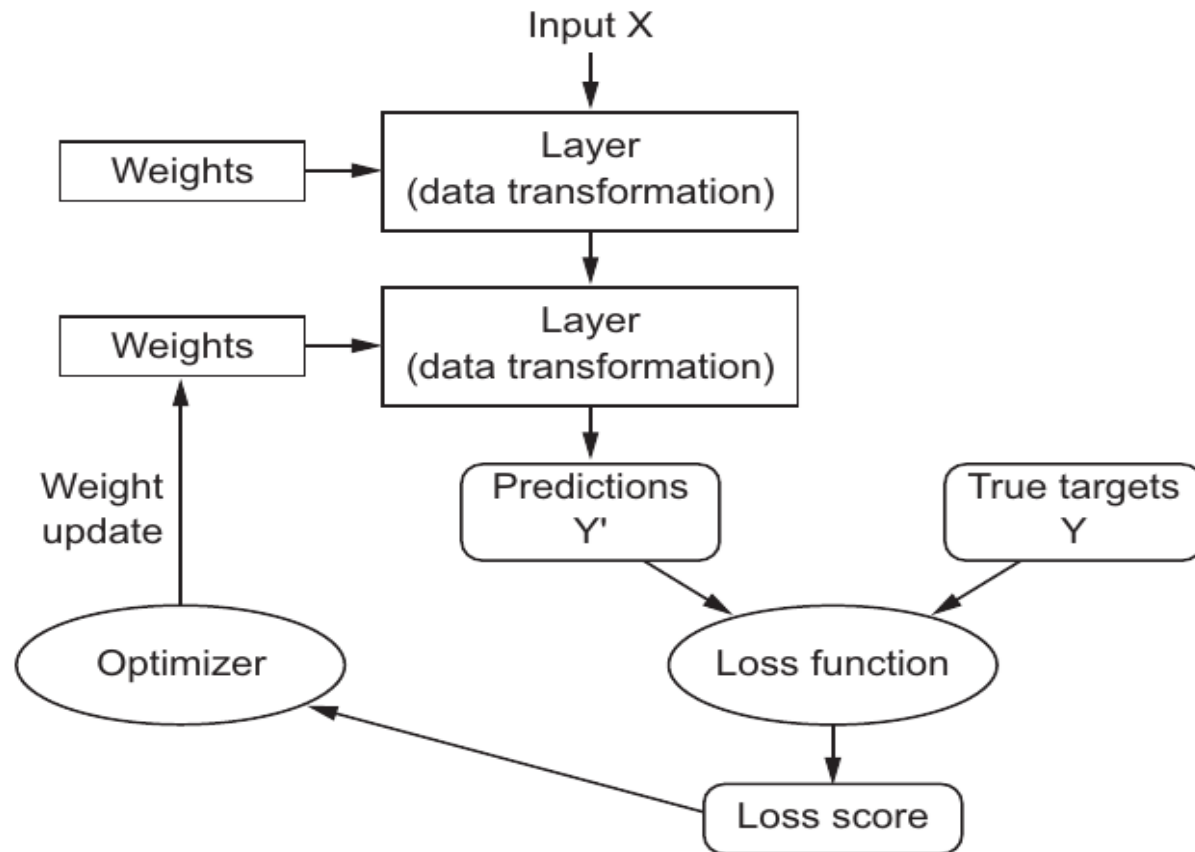 Input X
Weights
Layer
(data transformation)
Weights
Layer
(data transformation)
Weight
update
Predictions
Y'
True targets
Y
Optimizer
Loss function
Loss score